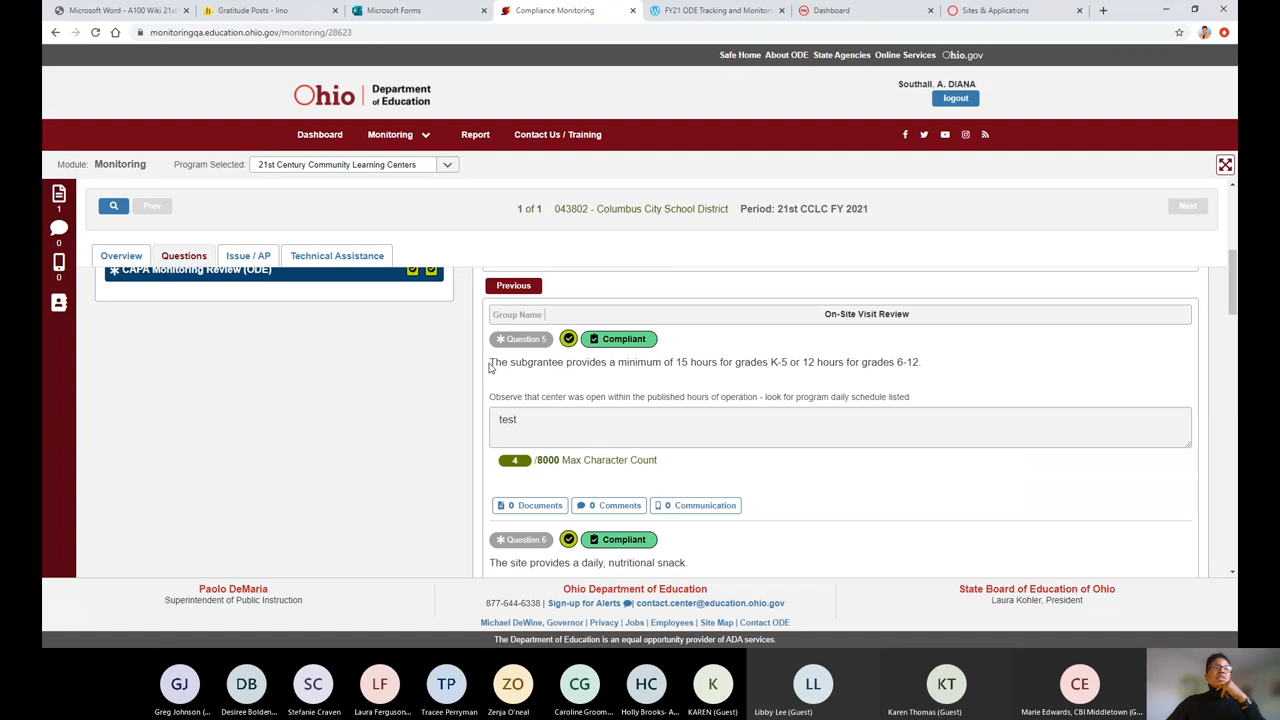 Microsoft Word - A100 Wiki 21st
Gratitude Posts - Iino
Microsoft Forms
Compliance Monitoring
FY21 ODE Tracking and Monitor
Dashboard
Sites & Applications
monitoringqa.education.ohio.gov/monitoring/28623
Safe Home About ODE State Agencies Online Services Ohio.gov
Ohio Department of Education
Southall, A. DIANA
logout
Dashboard Monitoring Report Contact Us / Training
Module: Monitoring Program Selected: 21st Century Community Learning Centers
1
0
0
Prev
1 of 1 043802 - Columbus City School District Period: 21st CCLC FY 2021
Next
Overview Questions Issue / AP Technical Assistance
CAPA Monitoring Review (ODE)
Previous
Group Name On-Site Visit Review
Question 5 Compliant
The subgrantee provides a minimum of 15 hours for grades K-5 or 12 hours for grades 6-12.
Observe that center was open within the published hours of operation - look for program daily schedule listed
test
4 /8000 Max Character Count
0 Documents 0 Comments 0 Communication
Question 6 Compliant
The site provides a daily, nutritional snack.
Paolo DeMaria
Superintendent of Public Instruction
Ohio Department of Education
877-644-6338 | Sign-up for Alerts | contact.center@education.ohio.gov
Michael DeWine, Governor | Privacy | Jobs | Employees | Site Map | Contact ODE
State Board of Education of Ohio
Laura Kohler, President
The Department of Education is an equal opportunity provider of ADA services.
GJ DB SC LF TP ZO CG HC K LL KT CE
Greg Johnson (... Desiree Bolden... Stefanie Craven Laura Ferguson... Tracee Perryman Zenja O'neal Caroline Groom... Holly Brooks- A... KAREN (Guest) Libby Lee (Guest) Karen Thomas (Guest) Marie Edwards, CBI Middletown (G...